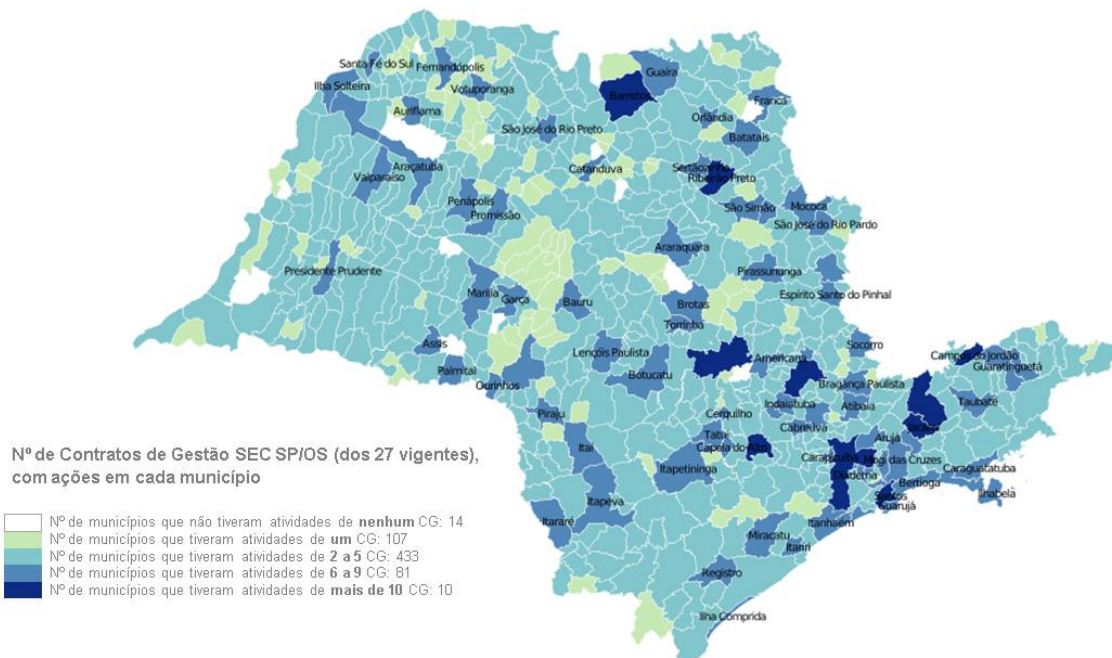 Santa Fé do Sul
Fernandópolis
Ilha Solteira
Votuporanga
Guaíra
Barretos
Auriflama
Franca
Orlândia
São José do Rio Preto
Batatais
Araçatuba
Catanduva
Sertãozinho
Valparaíso
Ribeirão Preto
Penápolis
Promissão
São Simão
Mococa
São José do Rio Pardo
Araraquara
Presidente Prudente
Pirassununga
Marília
Garça
Bauru
Brotas
Espírito Santo do Pinhal
Torrinha
Assis
Lençóis Paulista
Americana
Socorro
Campos do Jordão
Guaratinguetá
Palmital
Ourinhos
Botucatu
Bragança Paulista
Indaiatuba
Atibaia
Taubaté
Piraju
Cerquilho
Cabreúva
Jacareí
Tatuí
Arujá
Itaí
Capela do Alto
Carapicuíba
Mogi das Cruzes
Itapetininga
Diadema
Caraguatatuba
Bertioga
Ilhabela
Santos
Guarujá
Itapeva
Itararé
Itanhaém
Miracatu
Itariri
Registro
Ilha Comprida
Nº de Contratos de Gestão SEC SP/OS (dos 27 vigentes),
com ações em cada município
Nº de municípios que não tiveram atividades de nenhum CG: 14
Nº de municípios que tiveram atividades de um CG: 107
Nº de municípios que tiveram atividades de 2 a 5 CG: 433
Nº de municípios que tiveram atividades de 6 a 9 CG: 81
Nº de municípios que tiveram atividades de mais de 10 CG: 10